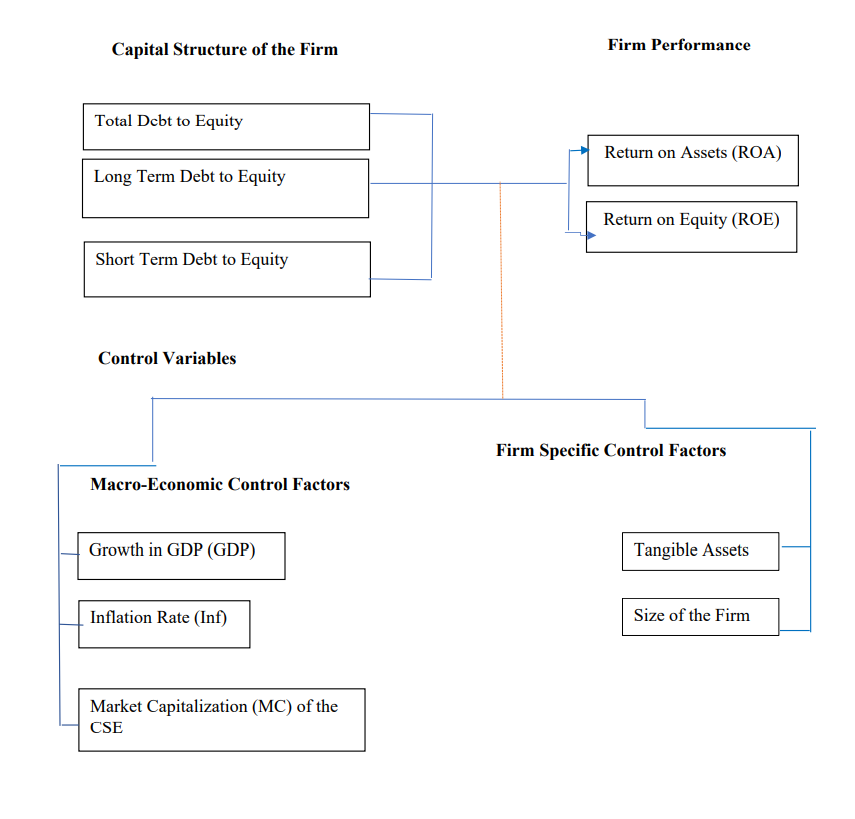 Capital Structure of the Firm
Firm Performance
Total Debt to Equity
Long Term Debt to Equity
Short Term Debt to Equity
Return on Assets (ROA)
Return on Equity (ROE)
Control Variables
Macro-Economic Control Factors
Growth in GDP (GDP)
Inflation Rate (Inf)
Market Capitalization (MC) of the
CSE
Firm Specific Control Factors
Tangible Assets
Size of the Firm